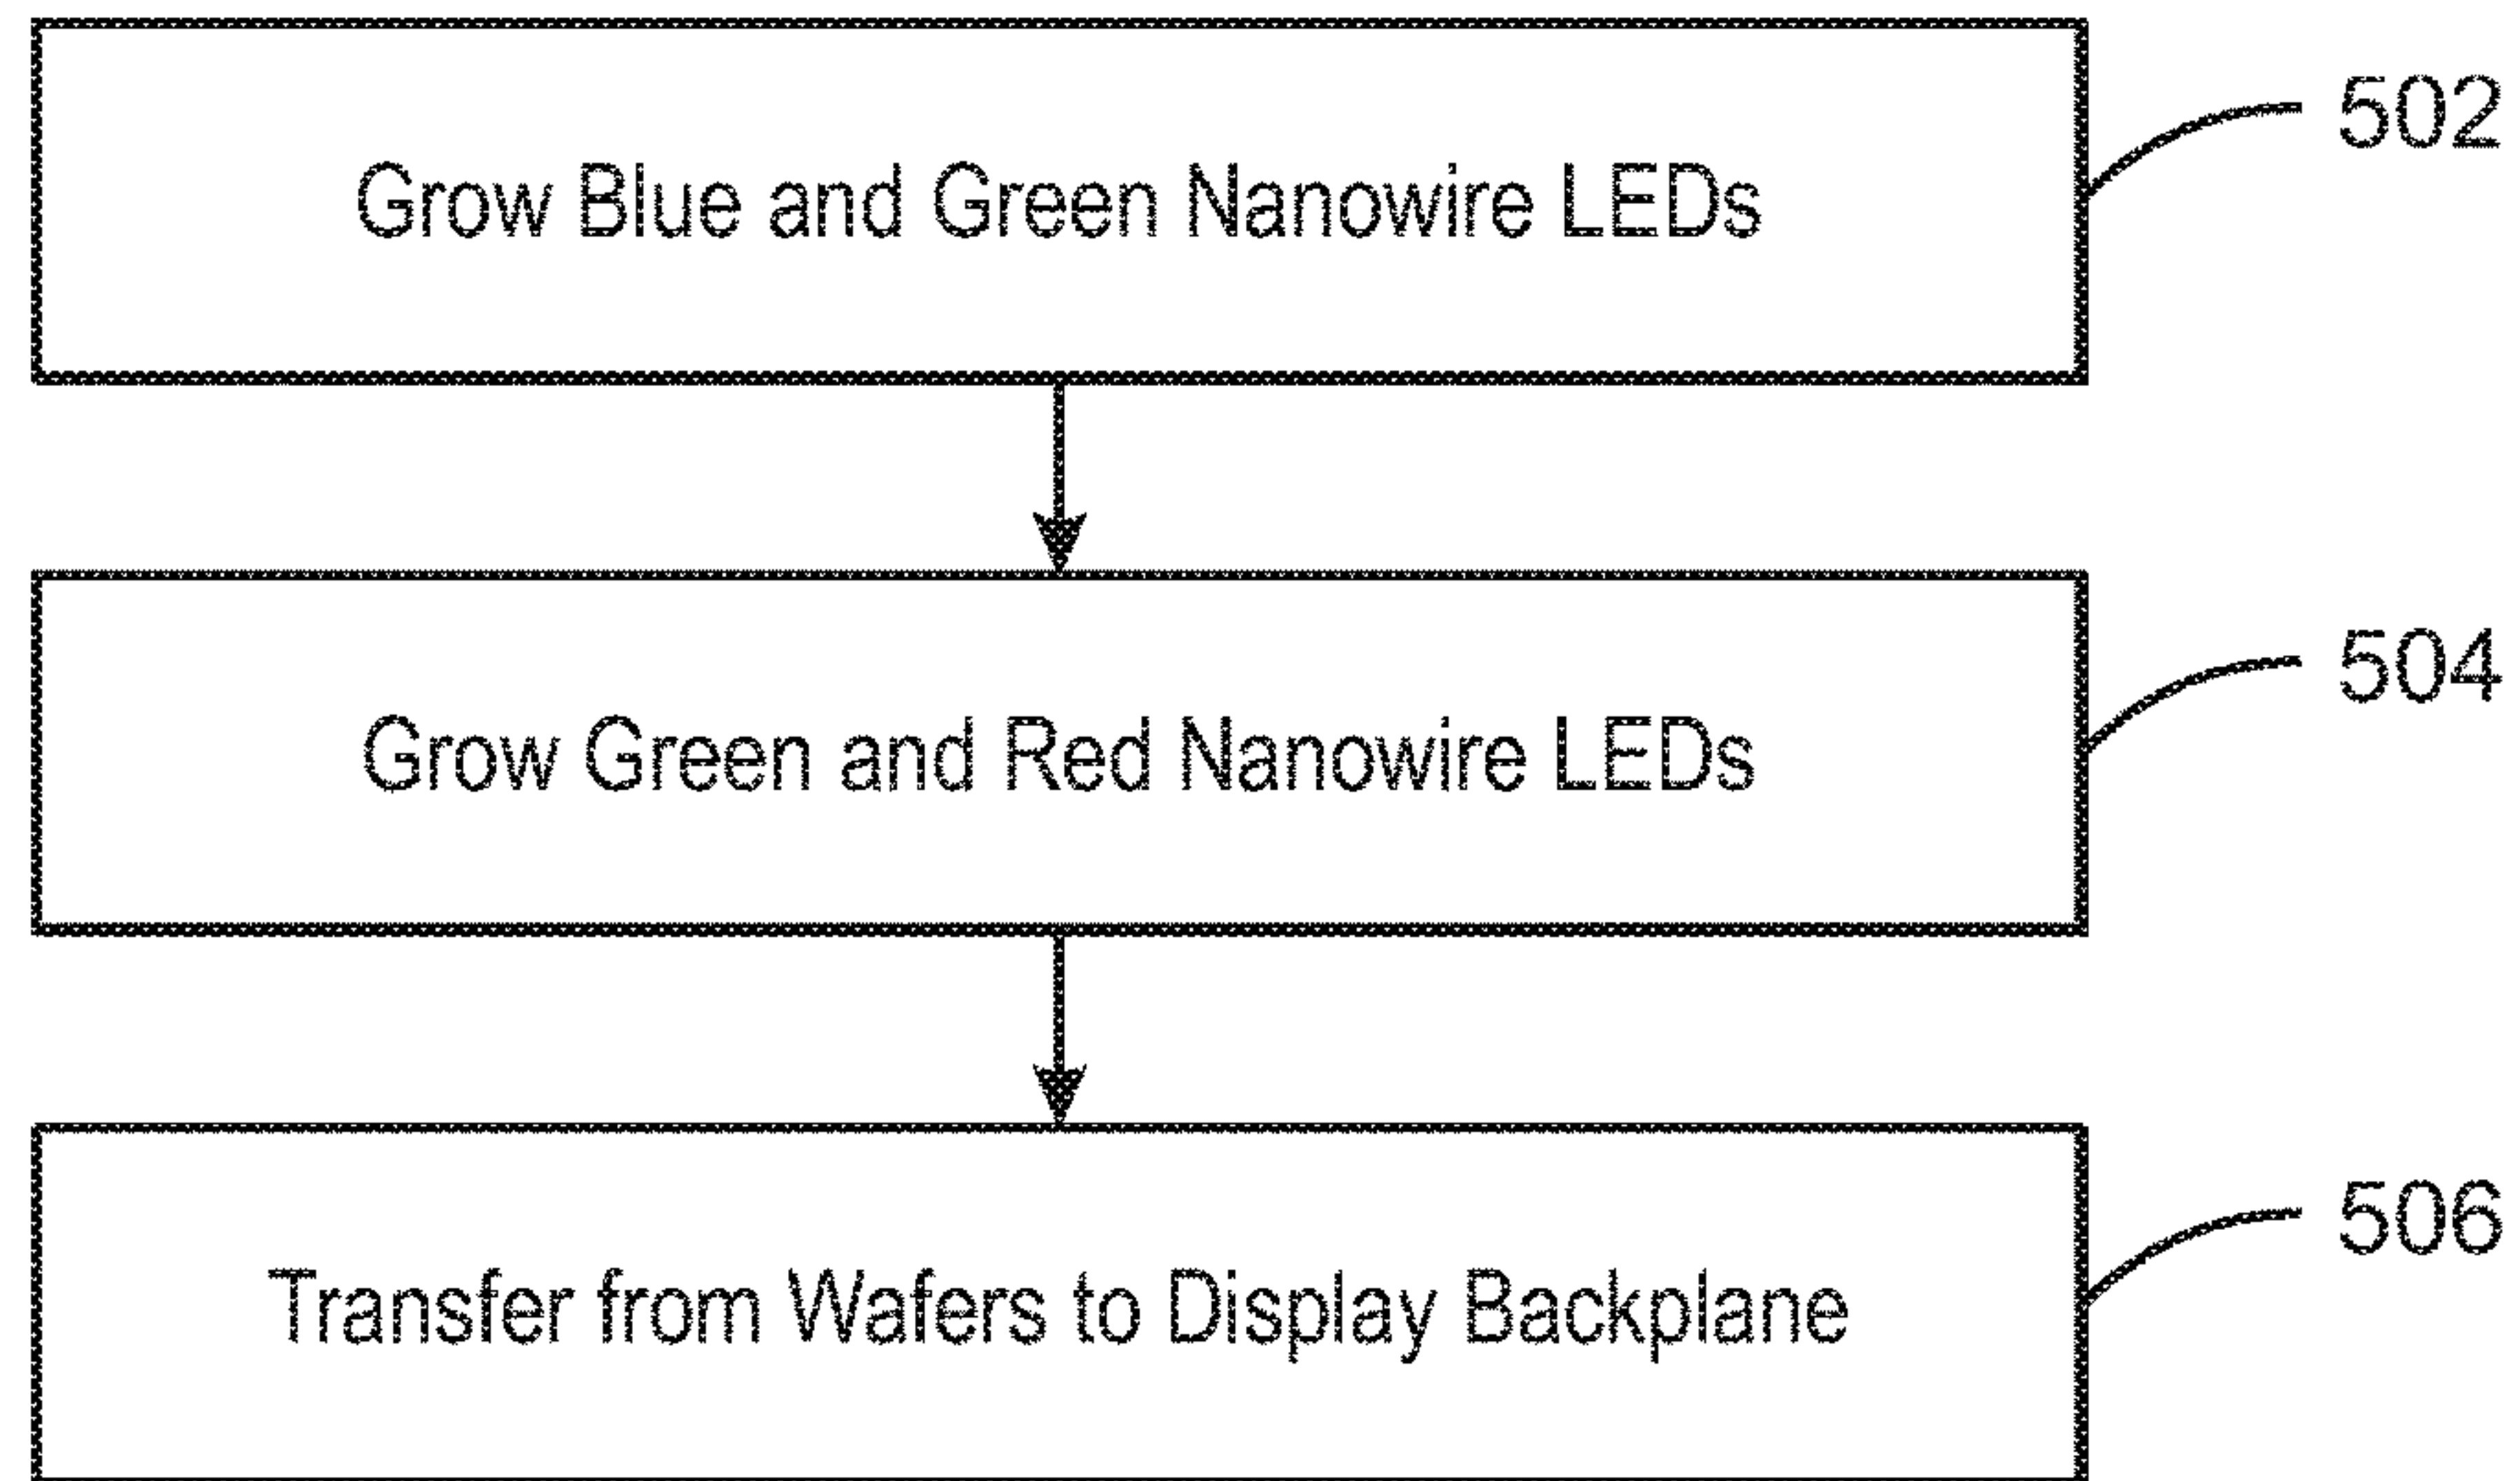 Grow Blue and Green Nanowire LEDs
502
Grow Green and Red Nanowire LEDs
504
Transfer from Wafers to Display Backplane
506